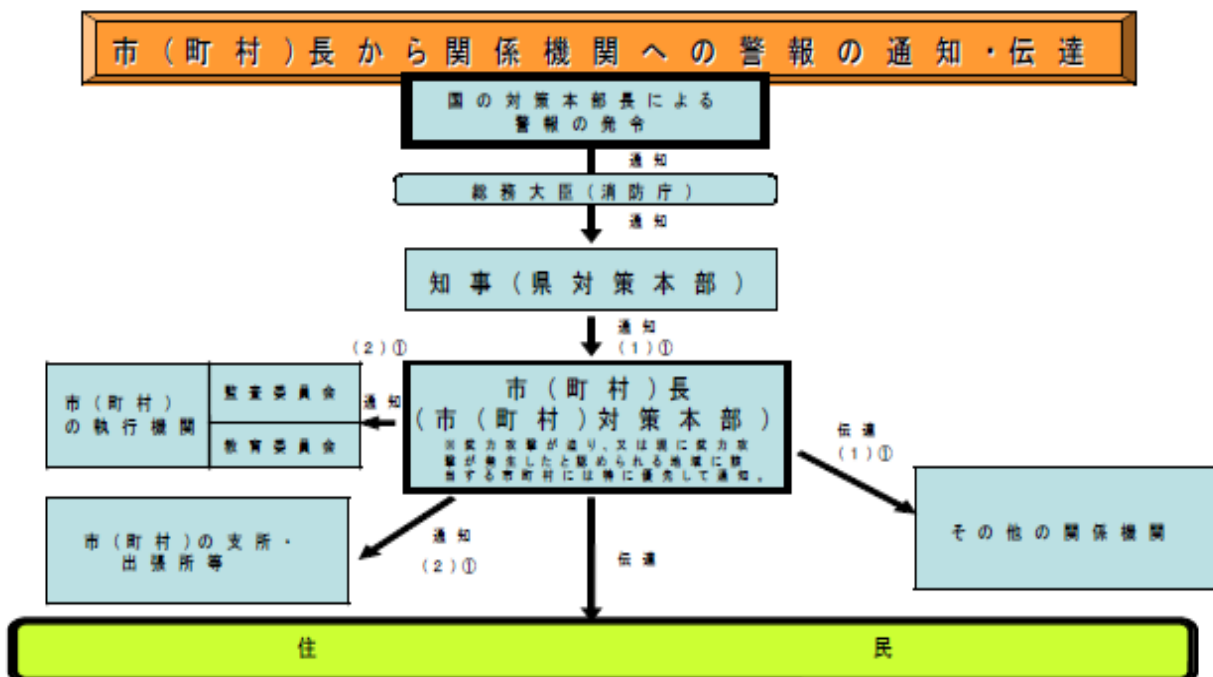 市(町村)長から関係機関への警報の通知・伝達
国の対策本部長による
警報の発令
通知
総務大臣(消防庁)
通知
知事(県対策本部)
通知
(1)①
(2)①
市(町村)
の執行機関
監査委員会
教育委員会
通知
市(町村)長
(市(町村)対策本部)
※武力攻撃が迫り、又は現に武力攻
撃が発生したと認められる地域に該
当する市町村には特に優先して通知。
伝達
(1)①
その他の関係機関
市(町村)の支所・
出張所等
通知
(2)①
伝達
住民